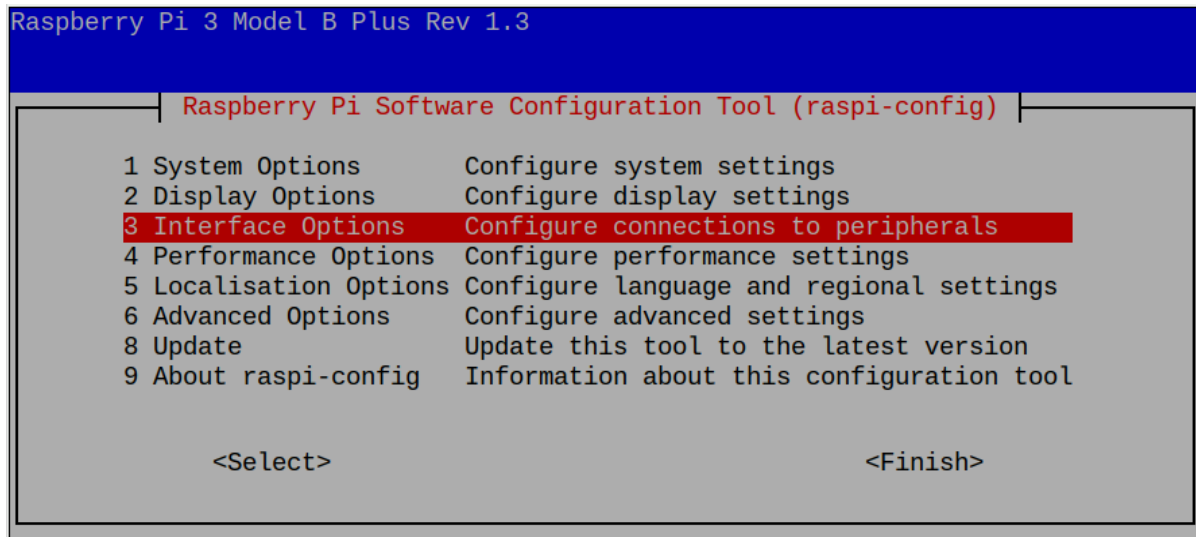 Raspberry Pi 3 Model B Plus Rev 1.3
Raspberry Pi Software Configuration Tool (raspi-config)
1 System Options Configure system settings
2 Display Options Configure display settings
3 Interface Options Configure connections to peripherals
4 Performance Options Configure performance settings
5 Localisation Options Configure language and regional settings
6 Advanced Options Configure advanced settings
8 Update Update this tool to the latest version
9 About raspi-config Information about this configuration tool
<Select> <Finish>